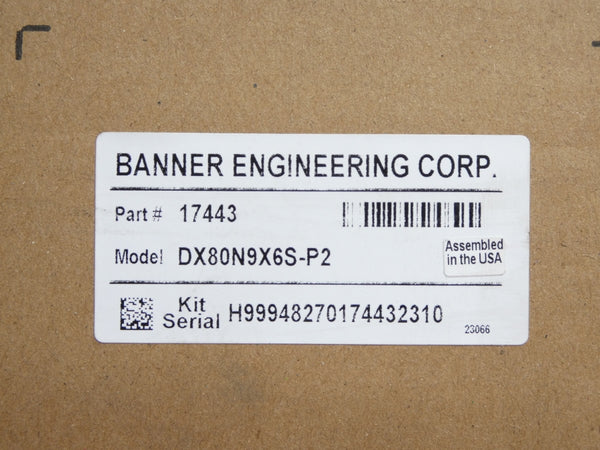 BANNER ENGINEERING CORP.
Part # 17443
Model DX80N9X6S-P2
Assembled
in the USA
Kit
Serial H99948270174432310
23066